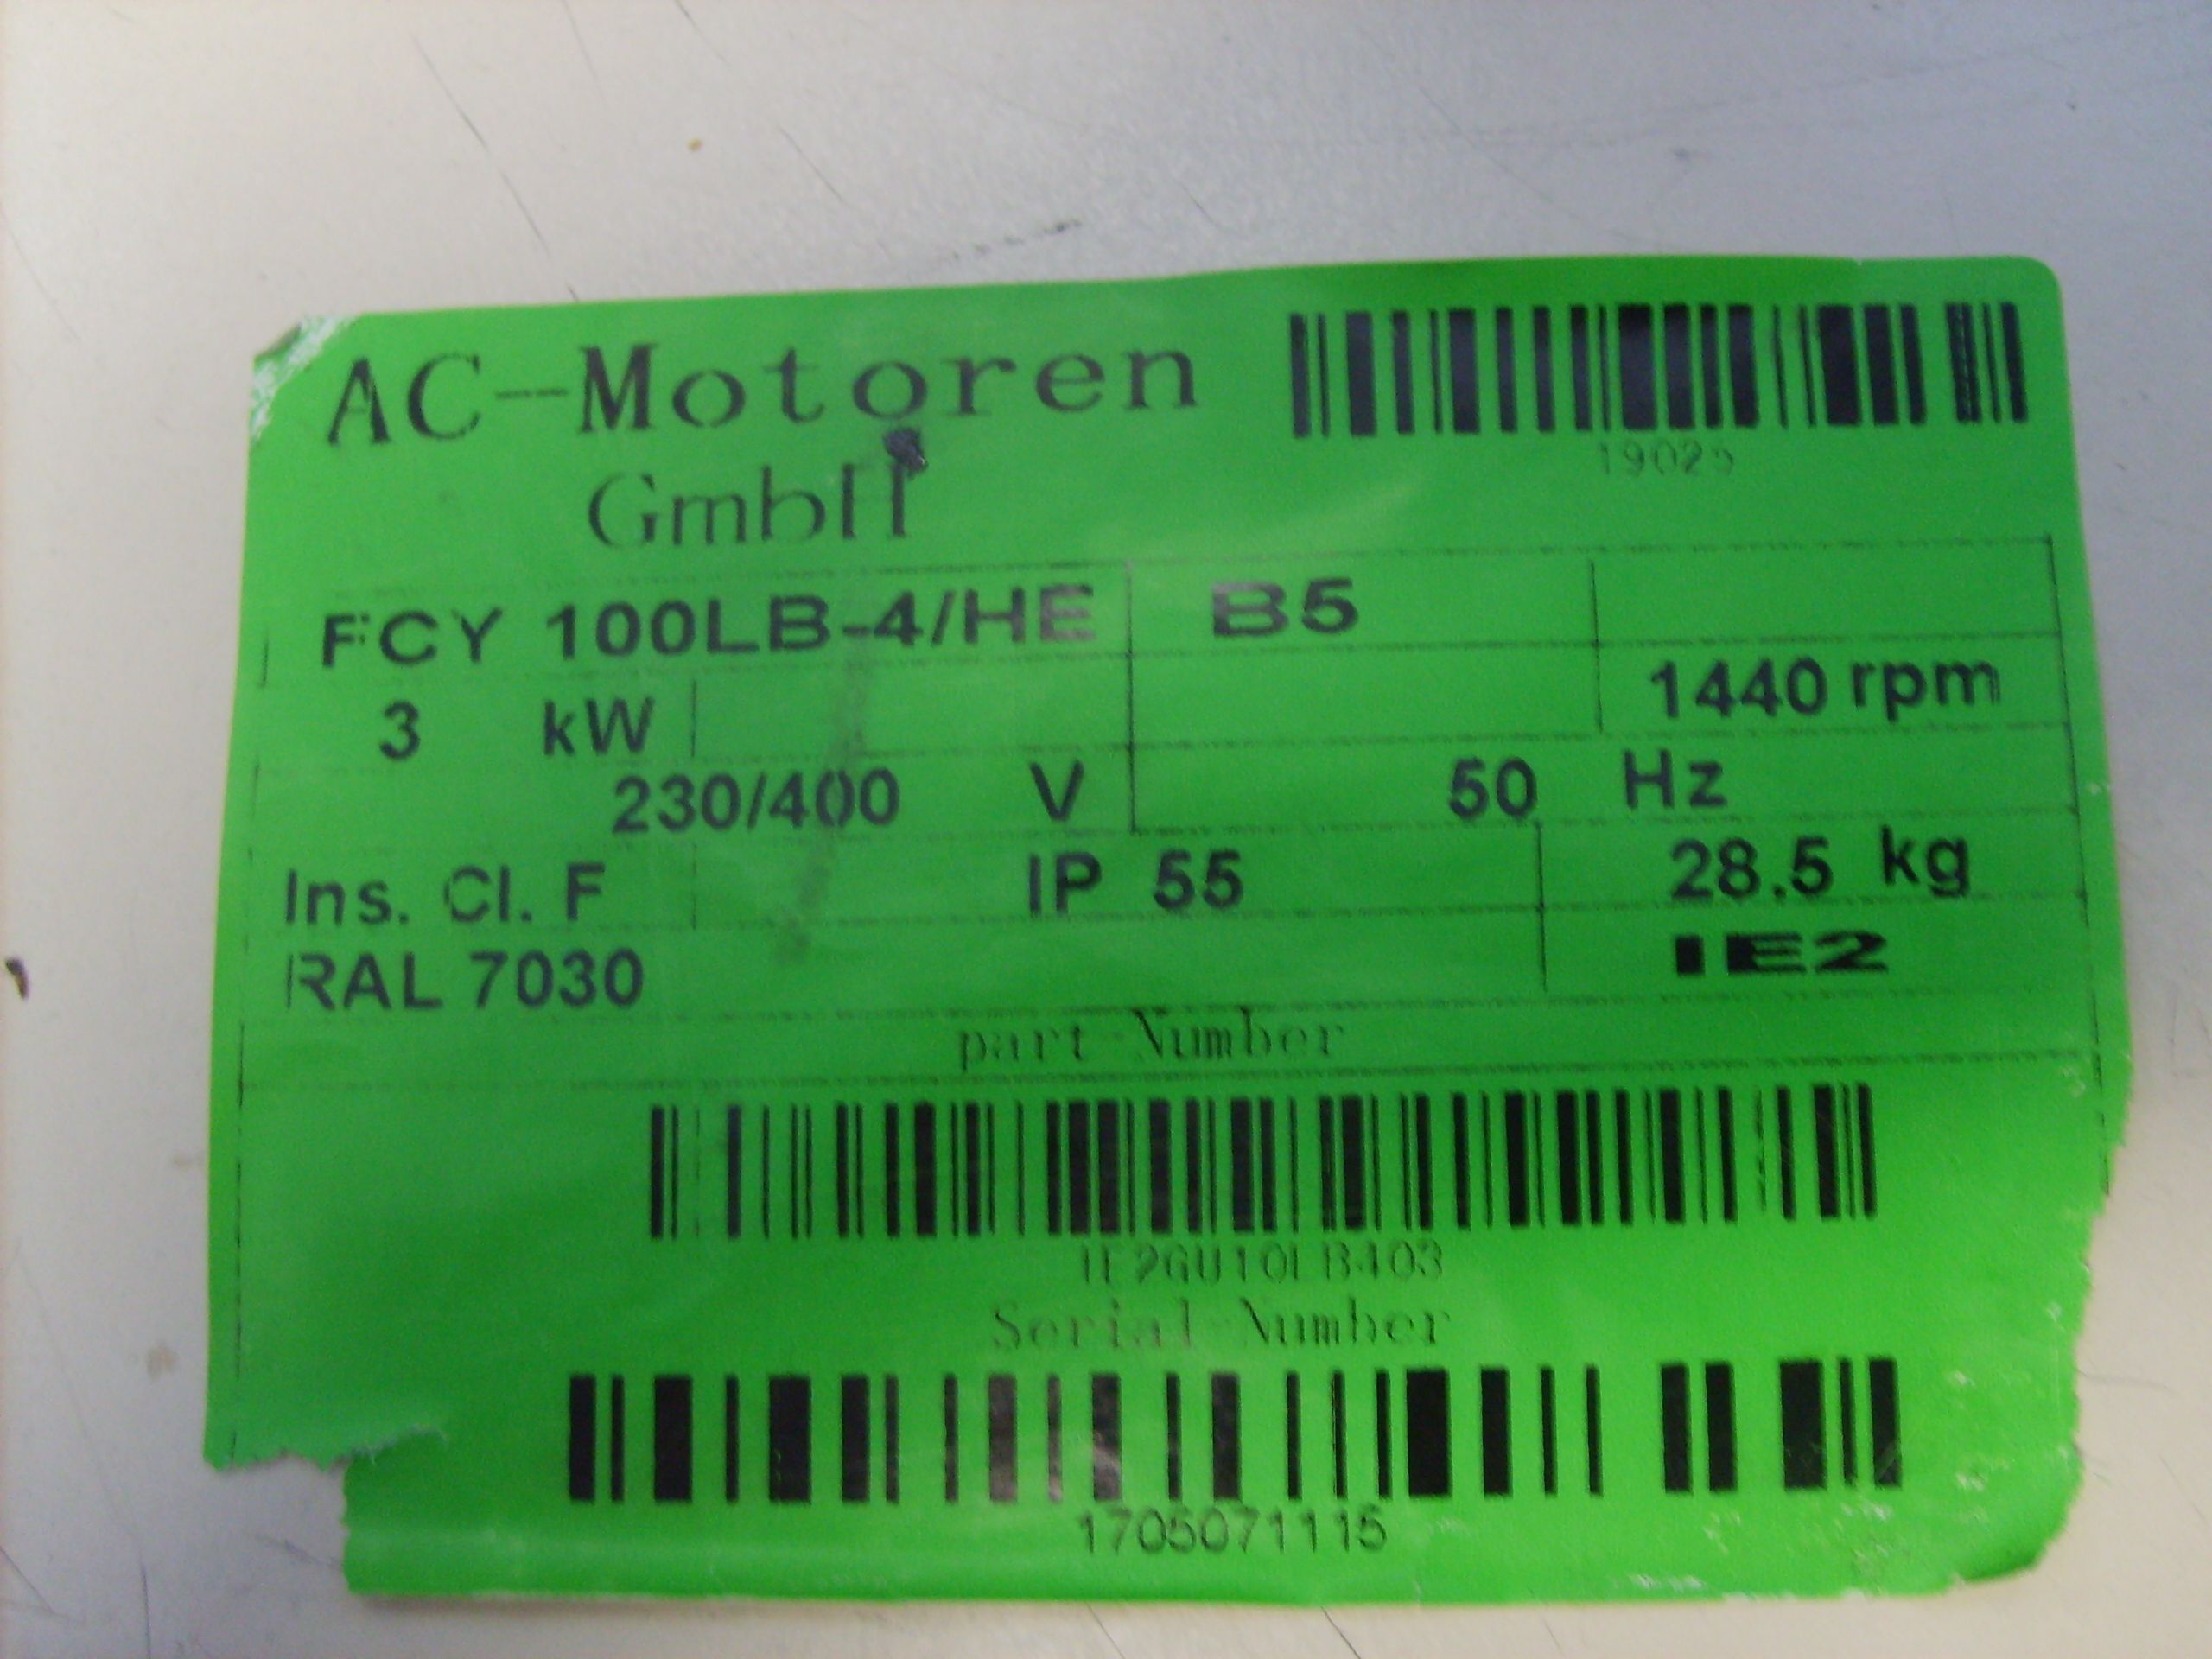 AC-Motoren
GmbH
19025
FCY 100LB-4/HE B5
3 kW 1440 rpm
230/400 V 50 Hz
Ins. Cl. F IP 55 28.5 kg
RAL 7030 IE2
part-Number
IE2GU10LB403
Serial-Number
1705071115